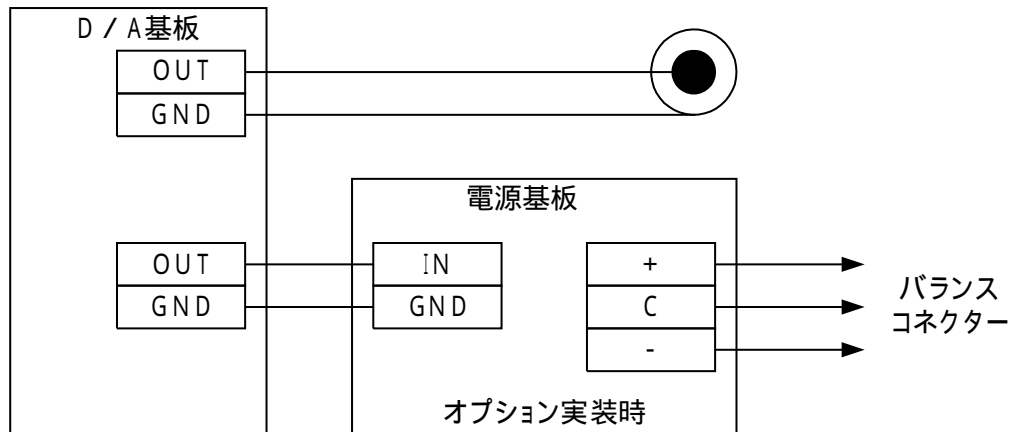 D/A基板
OUT
GND
電源基板
OUT
GND
IN
GND
+
C
-
バランス
コネクター
オプション実装時